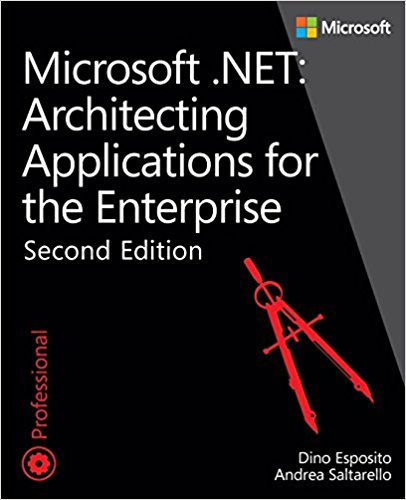 Microsoft
Microsoft .NET:
Architecting
Applications for
the Enterprise
Second Edition
Professional
Dino Esposito
Andrea Saltarello